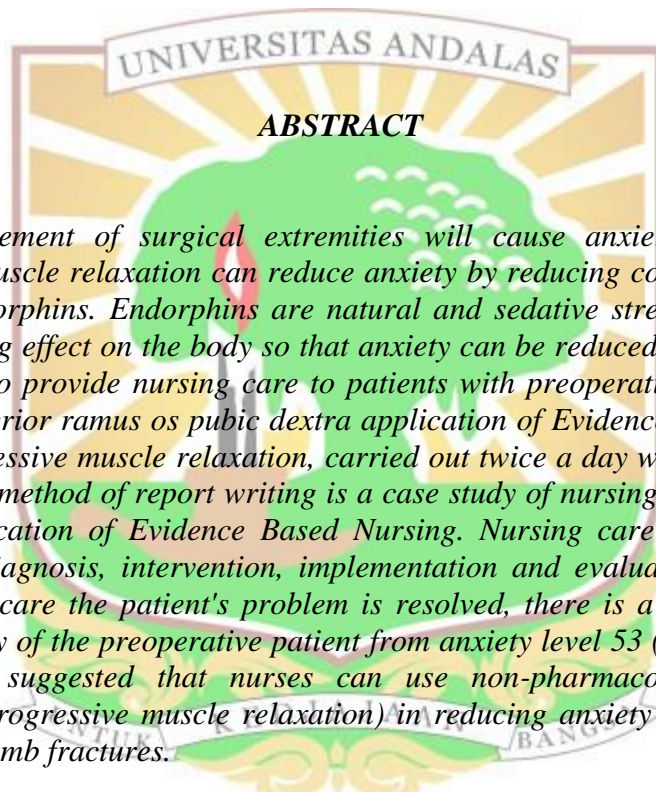 UNIVERSITAS ANDALAS
ABSTRACT
ement of surgical extremities will cause anxie
uscle relaxation can reduce anxiety by reducing co
orphins. Endorphins are natural and sedative stre
g effect on the body so that anxiety can be reduced
o provide nursing care to patients with preoperati
erior ramus os pubic dextra application of Evidence
essive muscle relaxation, carried out twice a day w
method of report writing is a case study of nursing
cation of Evidence Based Nursing. Nursing care
iagnosis, intervention, implementation and evalua
care the patient's problem is resolved, there is a
y of the preoperative patient from anxiety level 53 (
suggested that nurses can use non-pharmaco
rogressive muscle relaxation) in reducing anxiety
mb fractures.
NTUK BANGS